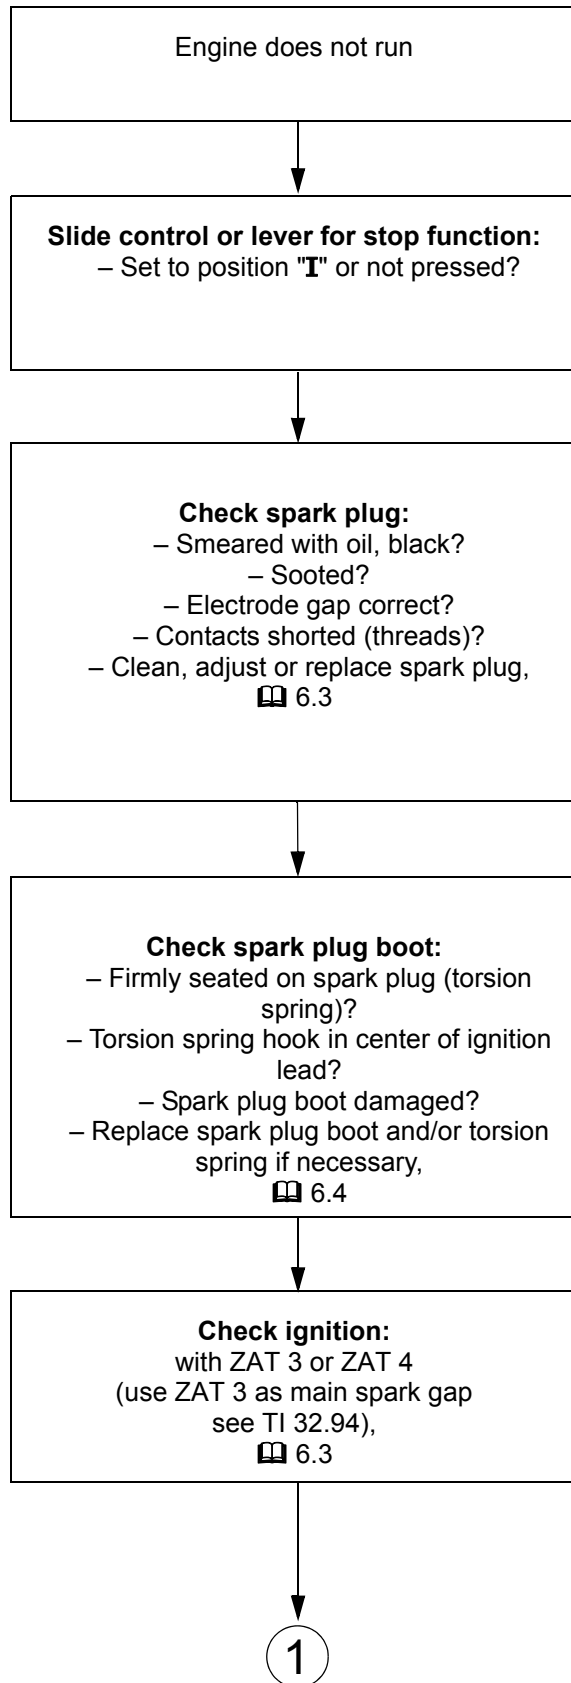 Engine does not run
Slide control or lever for stop function:
– Set to position "I" or not pressed?
Check spark plug:
– Smeared with oil, black?
– Sooted?
– Electrode gap correct?
– Contacts shorted (threads)?
– Clean, adjust or replace spark plug,
6.3
Check spark plug boot:
– Firmly seated on spark plug (torsion
spring)?
– Torsion spring hook in center of ignition
lead?
– Spark plug boot damaged?
– Replace spark plug boot and/or torsion
spring if necessary,
6.4
Check ignition:
with ZAT 3 or ZAT 4
(use ZAT 3 as main spark gap
see TI 32.94),
6.3
1